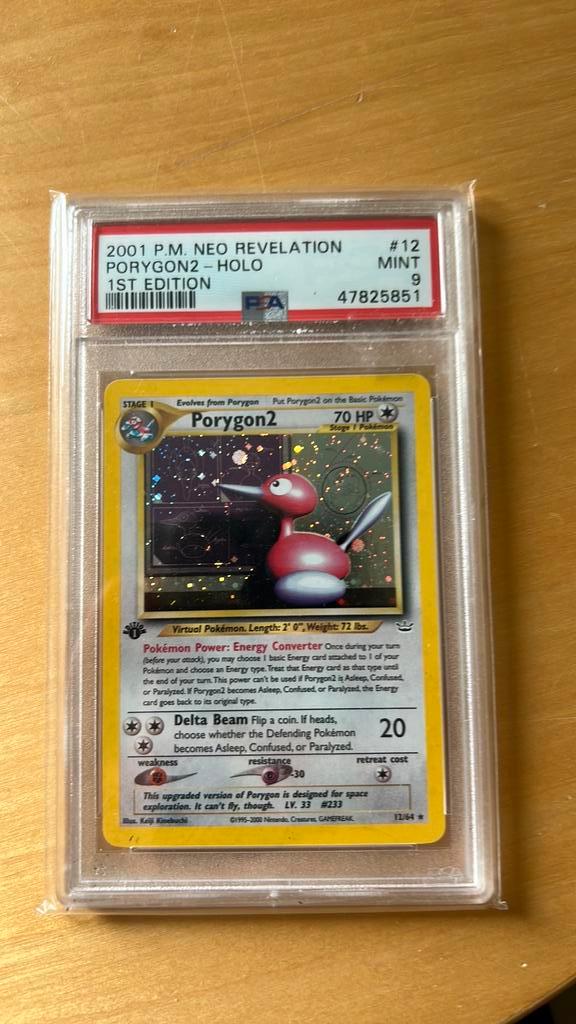 2001 P.M. NEO REVELATION #12
PORYGON2 - HOLO MINT
1ST EDITION 9
PSA 47825851
STAGE 1 Evolves from Porygon Put Porygon2 on the Basic Pokémon
Porygon2 70 HP
Stage 1 Pokémon
1
Virtual Pokémon. Length: 2' 0", Weight: 72 lbs.
Pokémon Power: Energy Converter Once during your turn
(before your attack), you may choose 1 basic Energy card attached to 1 of your
Pokémon and choose an Energy type. Treat that Energy card as that type until
the end of your turn. This power can't be used if Porygon2 is Asleep, Confused,
or Paralyzed. If Porygon2 becomes Asleep, Confused, or Paralyzed, the Energy
card goes back to its original type.
Delta Beam Flip a coin. If heads,
choose whether the Defending Pokémon 20
becomes Asleep, Confused, or Paralyzed.
weakness resistance retreat cost
-30
This upgraded version of Porygon is designed for space
exploration. It can't fly, though. LV. 33 #233
Illus. Keiji Kinebuchi ©1995-2000 Nintendo, Creatures, GAMEFREAK. 12/64 ★